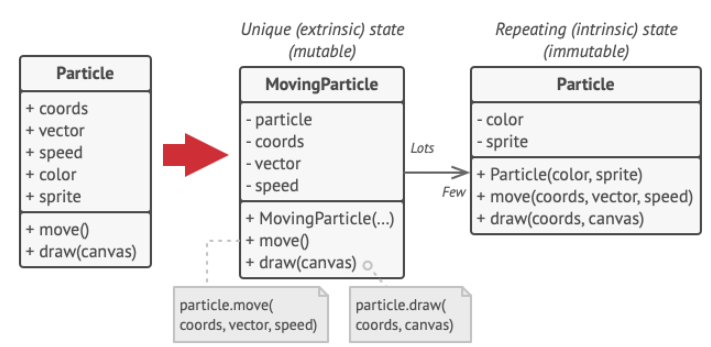 Unique (extrinsic) state
(mutable)
Repeating (intrinsic) state
(immutable)
Particle
+ coords
+ vector
+ speed
+ color
+ sprite
+ move()
+ draw(canvas)
MovingParticle
- particle
- coords
- vector
- speed
+ MovingParticle(...)
+ move()
+ draw(canvas)
Lots
Few
Particle
- color
- sprite
+ Particle(color, sprite)
+ move(coords, vector, speed)
+ draw(coords, canvas)
particle.move(
coords, vector, speed)
particle.draw(
coords, canvas)